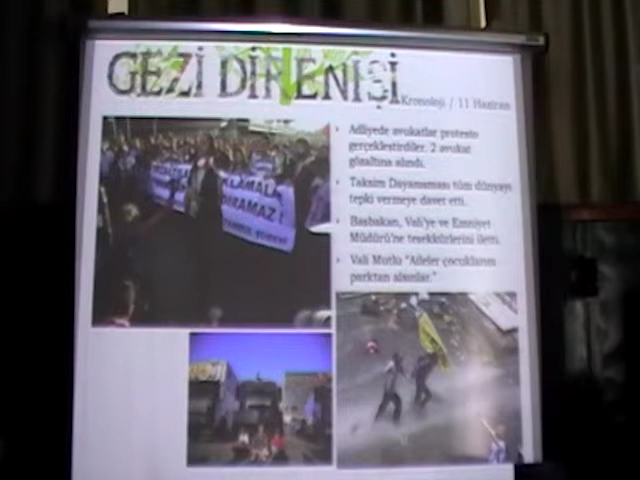 GEZİ DİRENİŞİ
Kronoloji / 11 Haziran
Adliyede avukatlar protesto
gerçekleştirdiler. 2 avukat
gözaltına alındı.
Taksim Dayanışması tüm dünyayı
tepki vermeye davet etti.
Başbakan, Vali'ye ve Emniyet
Müdürü'ne teşekkürlerini iletti.
Vali Mutlu "Aileler çocuklarını
parktan alsınlar."